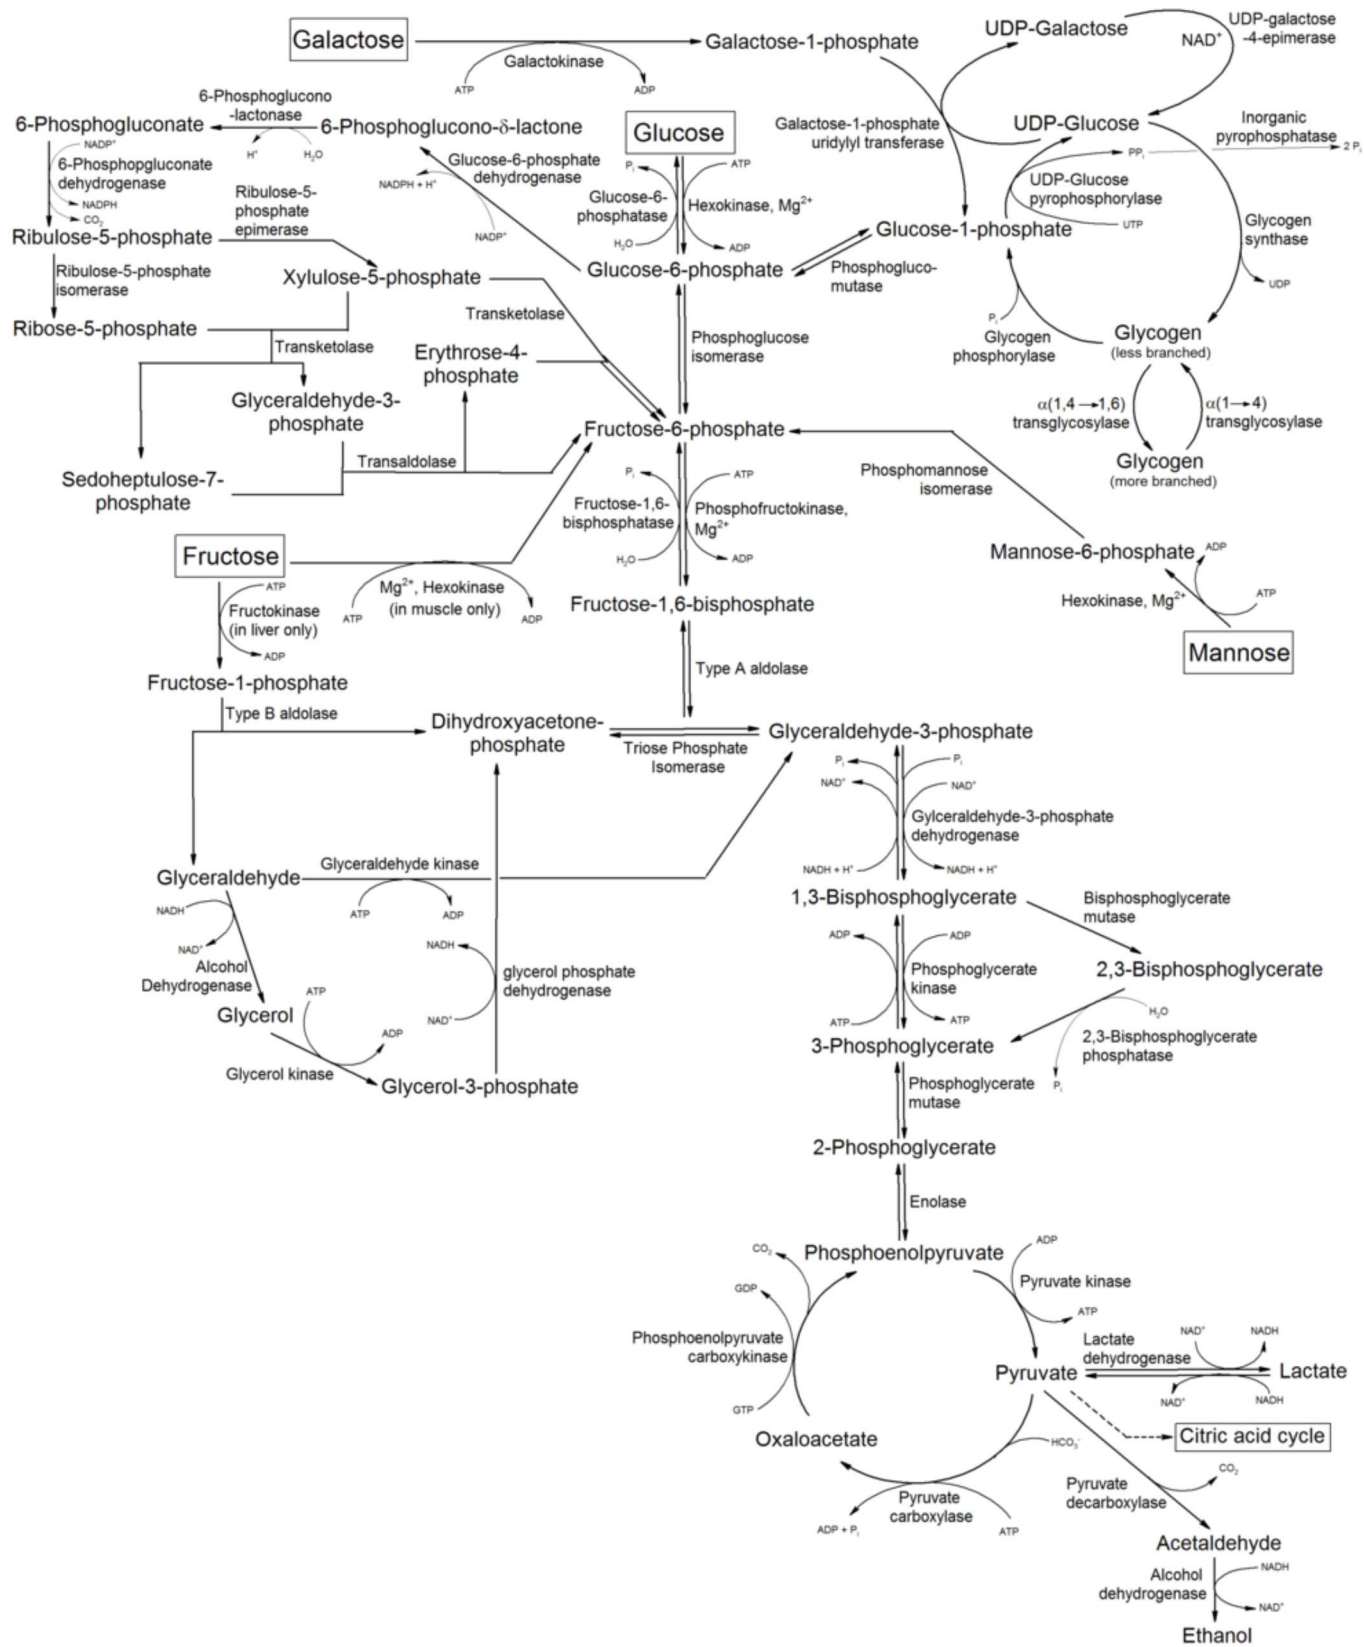 Galactose
Galactokinase
ATP
ADP
Galactose-1-phosphate
UDP-Galactose
NAD⁺
UDP-galactose
-4-epimerase
6-Phosphoglucono
-lactonase
6-Phosphogluconate
H⁺
H₂O
6-Phosphoglucono-δ-lactone
Glucose
Galactose-1-phosphate
uridylyl transferase
UDP-Glucose
Inorganic
pyrophosphatase
PPᵢ
2 Pᵢ
NADP⁺
6-Phosphopgluconate
dehydrogenase
NADPH
CO₂
Glucose-6-phosphate
dehydrogenase
NADPH + H⁺
NADP⁺
Pᵢ
ATP
Glucose-6-
phosphatase
Hexokinase, Mg²⁺
H₂O
ADP
UDP-Glucose
pyrophosphorylase
UTP
Ribulose-5-
phosphate
epimerase
Ribulose-5-phosphate
Glucose-1-phosphate
Glycogen
synthase
UDP
Ribulose-5-phosphate
isomerase
Xylulose-5-phosphate
Glucose-6-phosphate
Phosphogluco-
mutase
Transketolase
Pᵢ
Glycogen
phosphorylase
Ribose-5-phosphate
Transketolase
Erythrose-4-
phosphate
Phosphoglucose
isomerase
Glycogen
(less branched)
Glyceraldehyde-3-
phosphate
α(1,4→1,6)
transglycosylase
α(1→4)
transglycosylase
Fructose-6-phosphate
Transaldolase
Sedoheptulose-7-
phosphate
Phosphomannose
isomerase
Glycogen
(more branched)
Pᵢ
ATP
Fructose-1,6-
bisphosphatase
Phosphofructokinase,
Mg²⁺
H₂O
ADP
Fructose
ATP
Fructokinase
(in liver only)
ADP
Mg²⁺, Hexokinase
(in muscle only)
ATP
ADP
Mannose-6-phosphate
ADP
Hexokinase, Mg²⁺
ATP
Mannose
Fructose-1,6-bisphosphate
Type A aldolase
Fructose-1-phosphate
Type B aldolase
Dihydroxyacetone-
phosphate
Triose Phosphate
Isomerase
Glyceraldehyde-3-phosphate
Pᵢ
Pᵢ
NAD⁺
NAD⁺
Gylceraldehyde-3-phosphate
dehydrogenase
NADH + H⁺
NADH + H⁺
Glyceraldehyde
Glyceraldehyde kinase
ATP
ADP
NADH
NAD⁺
Alcohol
Dehydrogenase
Glycerol
ATP
ADP
Glycerol kinase
Glycerol-3-phosphate
NADH
glycerol phosphate
dehydrogenase
NAD⁺
1,3-Bisphosphoglycerate
Bisphosphoglycerate
mutase
2,3-Bisphosphoglycerate
ADP
ADP
Phosphoglycerate
kinase
ATP
ATP
H₂O
2,3-Bisphosphoglycerate
phosphatase
Pᵢ
3-Phosphoglycerate
Phosphoglycerate
mutase
2-Phosphoglycerate
Enolase
Phosphoenolpyruvate
CO₂
GDP
Phosphoenolpyruvate
carboxykinase
GTP
ADP
Pyruvate kinase
ATP
Pyruvate
Lactate
dehydrogenase
NAD⁺
NADH
NAD⁺
NADH
Lactate
Oxaloacetate
HCO₃⁻
Citric acid cycle
Pyruvate
carboxylase
ADP + Pᵢ
ATP
Pyruvate
decarboxylase
CO₂
Acetaldehyde
Alcohol
dehydrogenase
NADH
NAD⁺
Ethanol